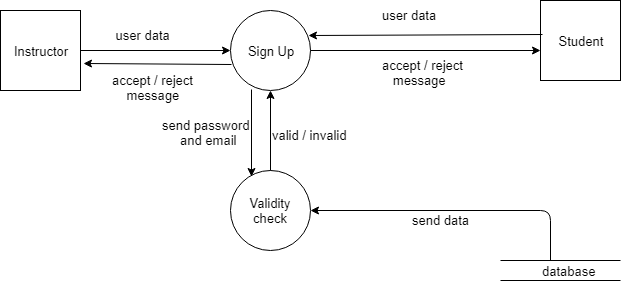 user data
Student
Instructor
user data
Sign Up
accept / reject
message
accept / reject
message
send password
and email
valid / invalid
Validity
check
send data
database